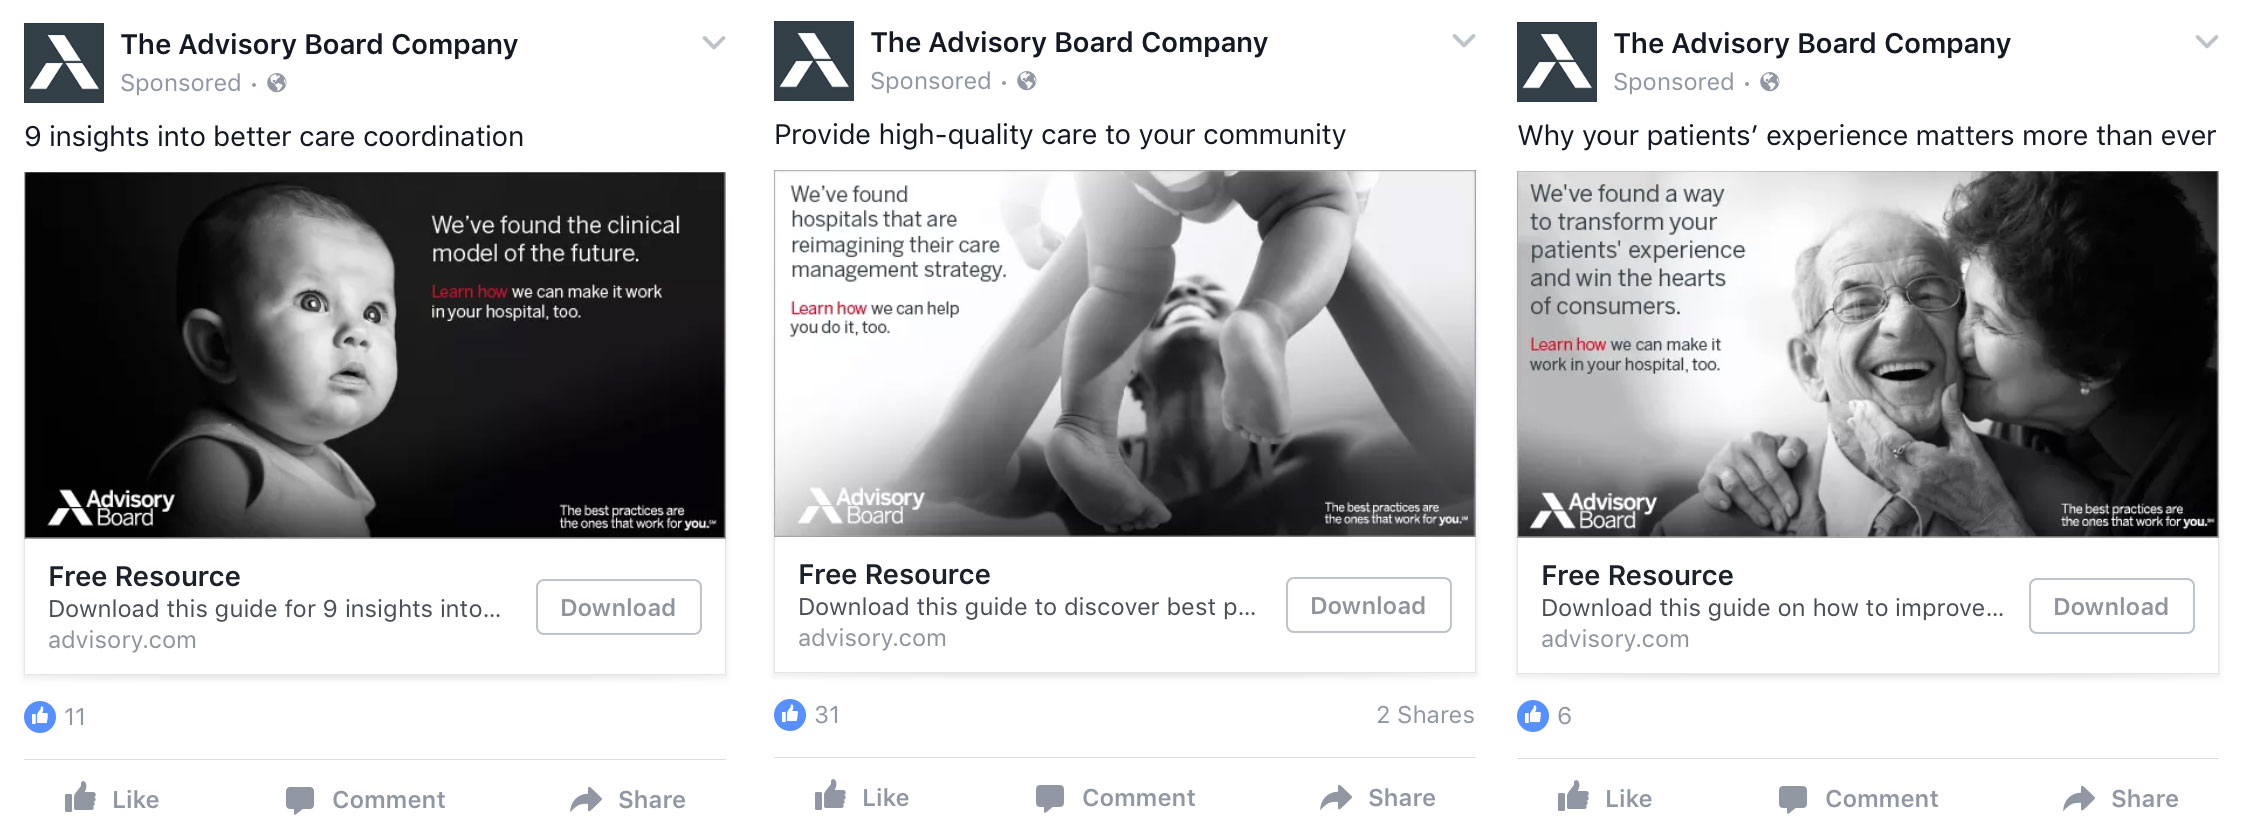 The Advisory Board Company
Sponsored ·
9 insights into better care coordination
We've found the clinical
model of the future.
Learn how we can make it work
in your hospital, too.
Advisory
Board
The best practices are
the ones that work for you.℠
Free Resource
Download this guide for 9 insights into...
advisory.com
Download
11
Like
Comment
Share
The Advisory Board Company
Sponsored ·
Provide high-quality care to your community
We've found
hospitals that are
reimagining their care
management strategy.
Learn how we can help
you do it, too.
Advisory
Board
The best practices are
the ones that work for you.℠
Free Resource
Download this guide to discover best p...
advisory.com
Download
31
2 Shares
Like
Comment
Share
The Advisory Board Company
Sponsored ·
Why your patients’ experience matters more than ever
We've found a way
to transform your
patients' experience
and win the hearts
of consumers.
Learn how we can make it
work in your hospital, too.
Advisory
Board
The best practices are
the ones that work for you.℠
Free Resource
Download this guide on how to improve...
advisory.com
Download
6
Like
Comment
Share